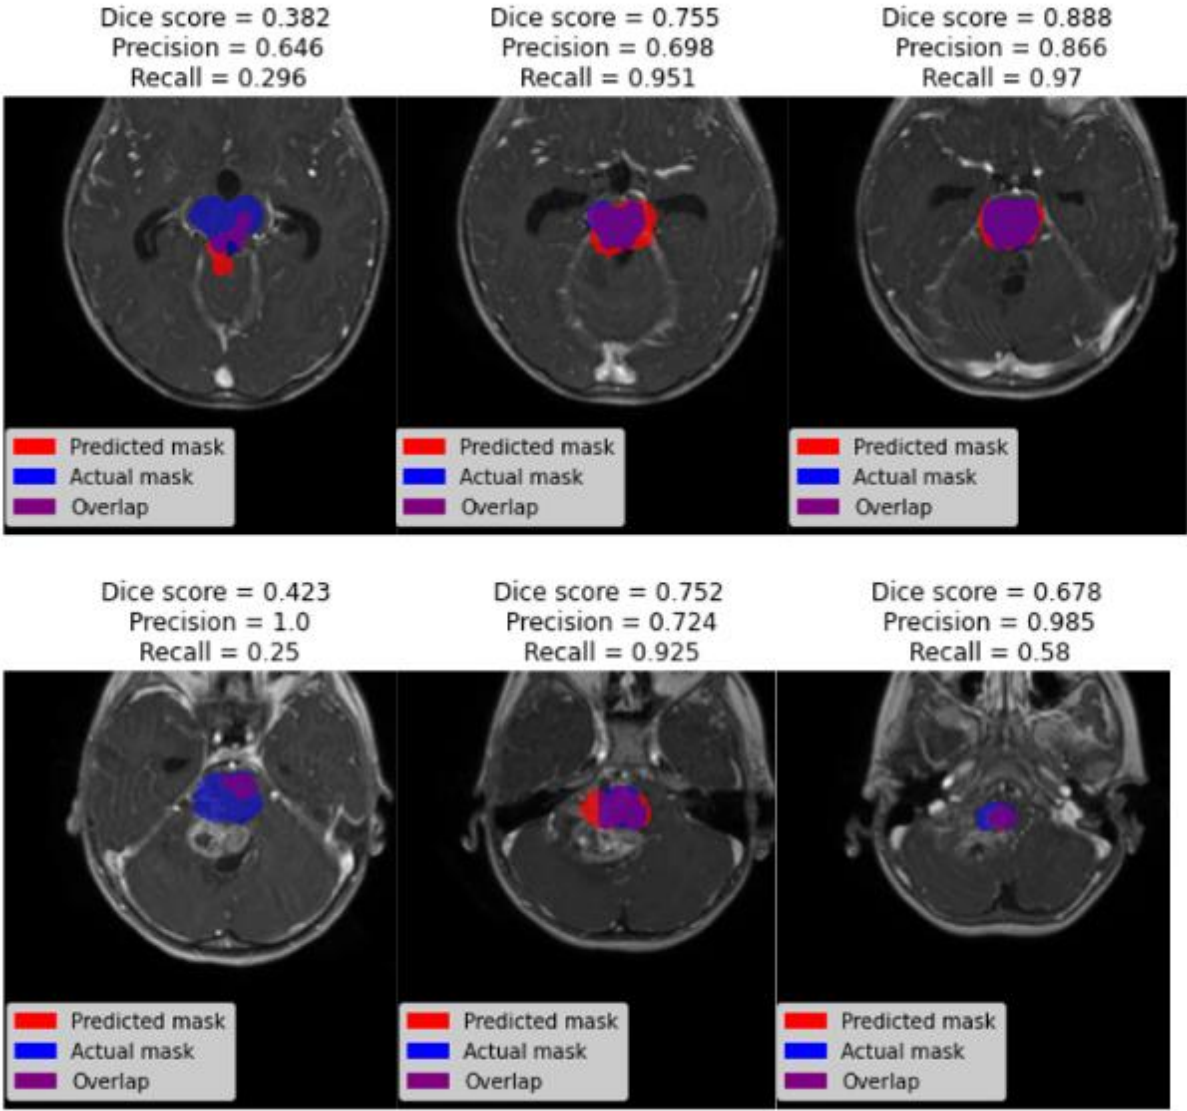 Dice score = 0.382
Precision = 0.646
Recall = 0.296
Dice score = 0.755
Precision = 0.698
Recall = 0.951
Dice score = 0.888
Precision = 0.866
Recall = 0.97
Predicted mask
Actual mask
Overlap
Predicted mask
Actual mask
Overlap
Predicted mask
Actual mask
Overlap
Dice score = 0.423
Precision = 1.0
Recall = 0.25
Dice score = 0.752
Precision = 0.724
Recall = 0.925
Dice score = 0.678
Precision = 0.985
Recall = 0.58
Predicted mask
Actual mask
Overlap
Predicted mask
Actual mask
Overlap
Predicted mask
Actual mask
Overlap